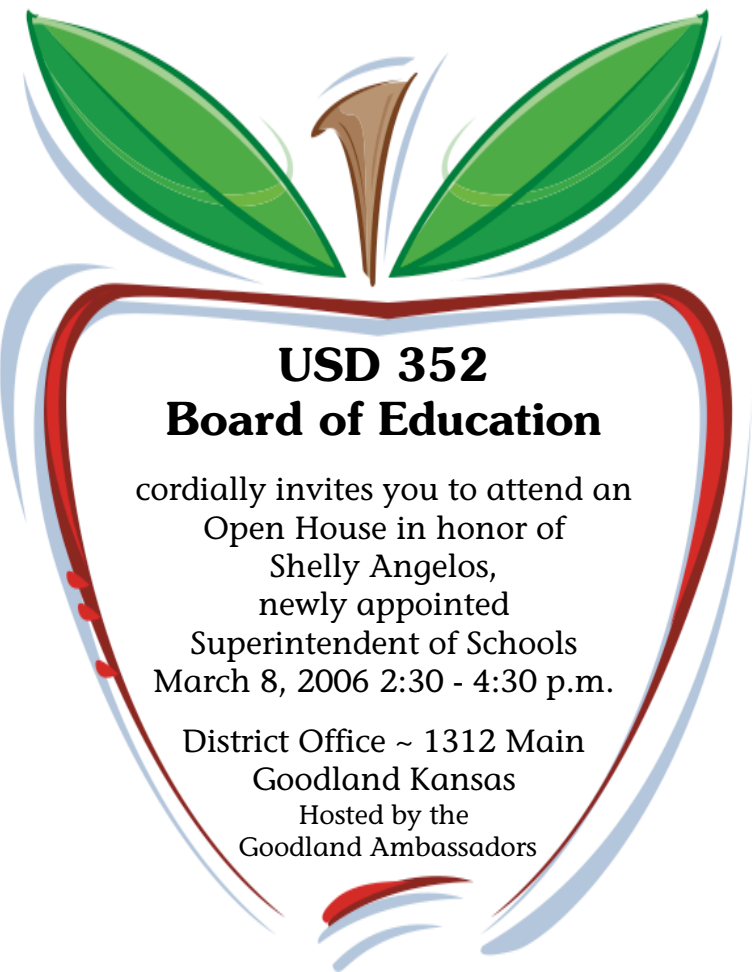 USD 352
Board of Education
cordially invites you to attend an
Open House in honor of
Shelly Angelos,
newly appointed
Superintendent of Schools
March 8, 2006 2:30 - 4:30 p.m.
District Office ~ 1312 Main
Goodland Kansas
Hosted by the
Goodland Ambassadors